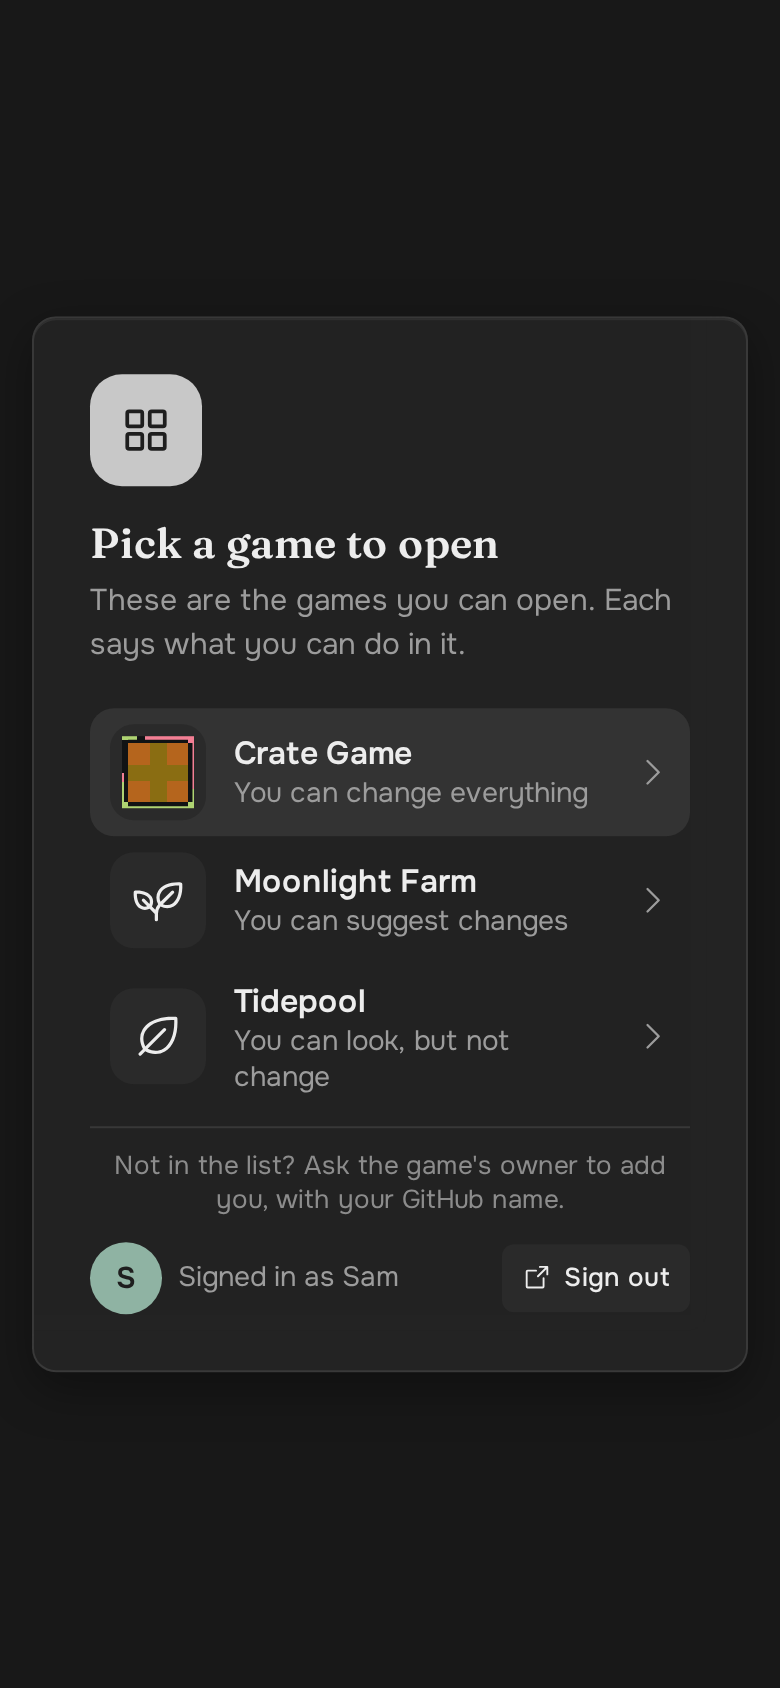 Pick a game to open
These are the games you can open. Each
says what you can do in it.
Crate Game
You can change everything
Moonlight Farm
You can suggest changes
Tidepool
You can look, but not
change
Not in the list? Ask the game's owner to add
you, with your GitHub name.
S
Signed in as Sam
Sign out